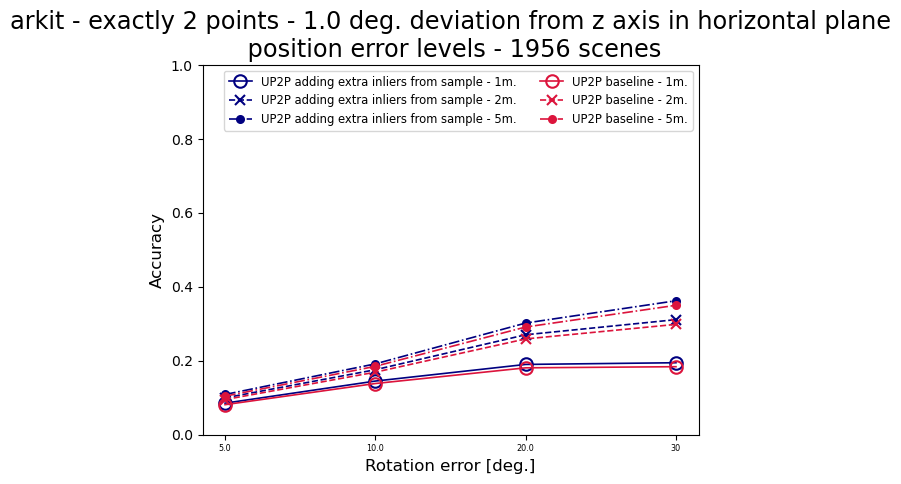 arkit - exactly 2 points - 1.0 deg. deviation from z axis in horizontal plane
position error levels - 1956 scenes
UP2P adding extra inliers from sample - 1m.
UP2P adding extra inliers from sample - 2m.
UP2P adding extra inliers from sample - 5m.
UP2P baseline - 1m.
UP2P baseline - 2m.
UP2P baseline - 5m.
Accuracy
1.0
0.8
0.6
0.4
0.2
0.0
5.0 10.0 20.0 30
Rotation error [deg.]